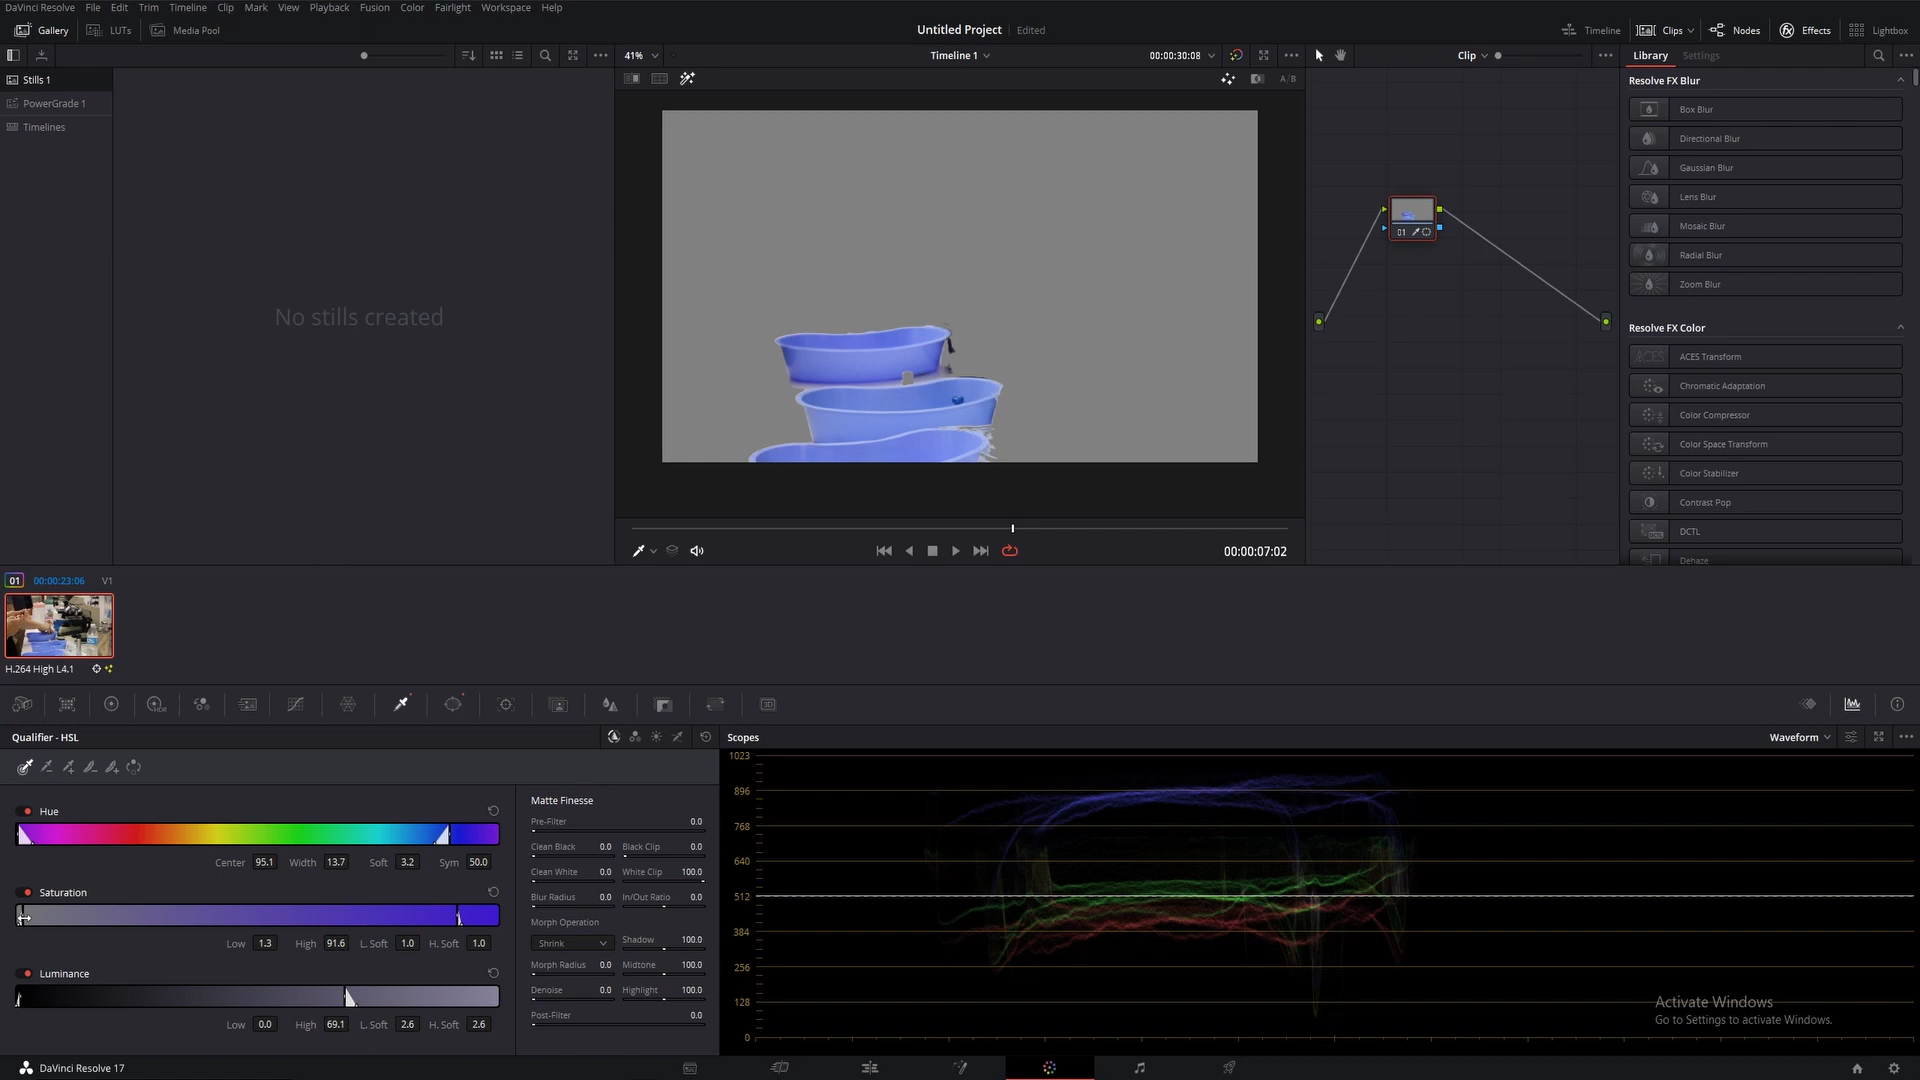 DaVinci Resolve File Edit Trim Timeline Clip Mark View Playback Fusion Color Fairlight Workspace Help
Gallery LUTs Media Pool Untitled Project Edited Timeline Clips Nodes Effects Lightbox
41% Timeline 1 00:00:30:08 Clip Library Settings
Stills 1
PowerGrade 1
Timelines
No stills created
A/B
01
Resolve FX Blur
Box Blur
Directional Blur
Gaussian Blur
Lens Blur
Mosaic Blur
Radial Blur
Zoom Blur
Resolve FX Color
ACES
ACES Transform
Chromatic Adaptation
Color Compressor
Color Space Transform
Color Stabilizer
Contrast Pop
DCTL
Dehaze
00:00:07:02
01 00:00:23:06 V1
H.264 High L4.1
HDR
3D
Qualifier - HSL
Hue
Center 95.1 Width 13.7 Soft 3.2 Sym 50.0
Saturation
Low 1.3 High 91.6 L. Soft 1.0 H. Soft 1.0
Luminance
Low 0.0 High 69.1 L. Soft 2.6 H. Soft 2.6
Matte Finesse
Pre-Filter 0.0
Clean Black 0.0 Black Clip 0.0
Clean White 0.0 White Clip 100.0
Blur Radius 0.0 In/Out Ratio 0.0
Morph Operation
Shrink Shadow 100.0
Morph Radius 0.0 Midtone 100.0
Denoise 0.0 Highlight 100.0
Post-Filter 0.0
Scopes Waveform
1023
896
768
640
512
384
256
128
0
Activate Windows
Go to Settings to activate Windows.
DaVinci Resolve 17